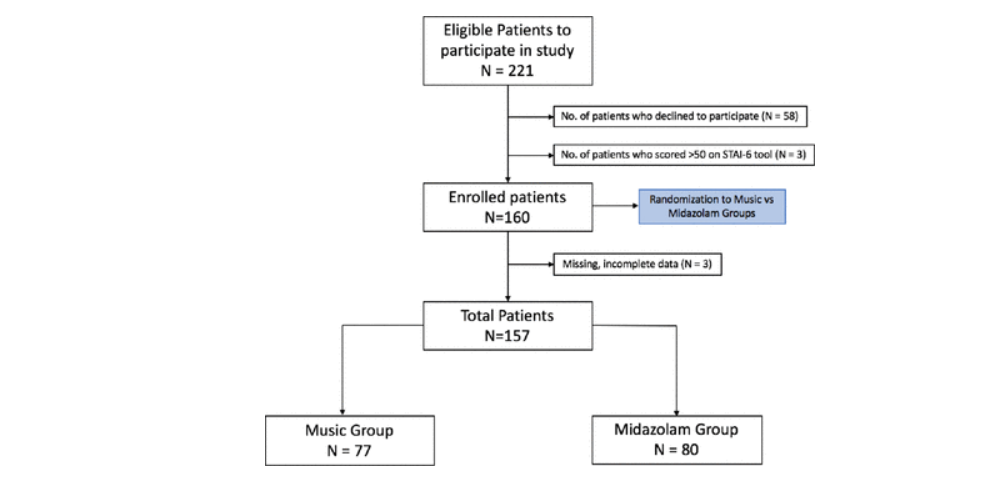 Eligible Patients to
participate in study
N = 221
No. of patients who declined to participate (N = 58)
No. of patients who scored >50 on STAI-6 tool (N = 3)
Enrolled patients
N=160
Randomization to Music vs
Midazolam Groups
Missing, incomplete data (N = 3)
Total Patients
N=157
Music Group
N = 77
Midazolam Group
N = 80